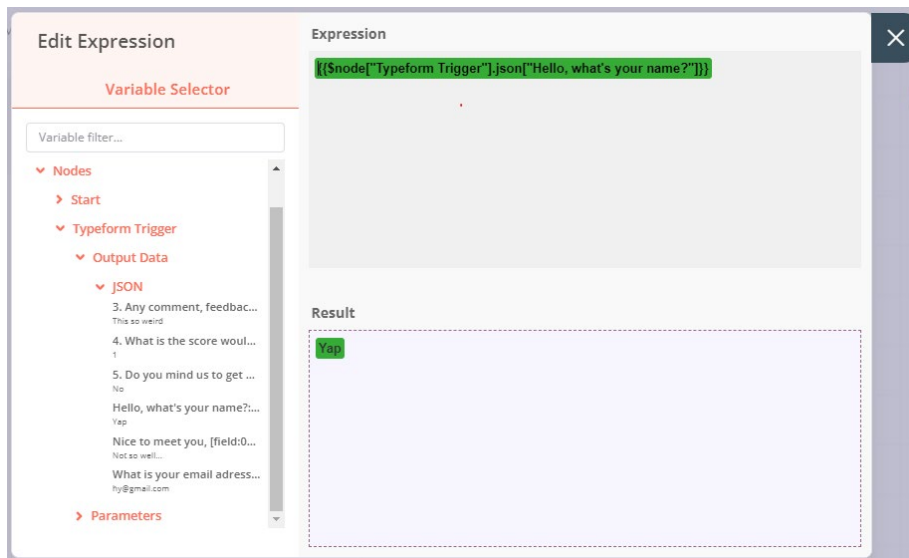 Edit Expression
Variable Selector
Variable filter...
Nodes
Start
Typeform Trigger
Output Data
JSON
3. Any comment, feedbac...
This so weird
4. What is the score woul...
1
5. Do you mind us to get ...
No
Hello, what's your name?:...
Yap
Nice to meet you, [field:0...
Not so well...
What is your email adress...
hy@gmail.com
Parameters
Expression
{{$node["Typeform Trigger"].json["Hello, what's your name?"]}}
Result
Yap